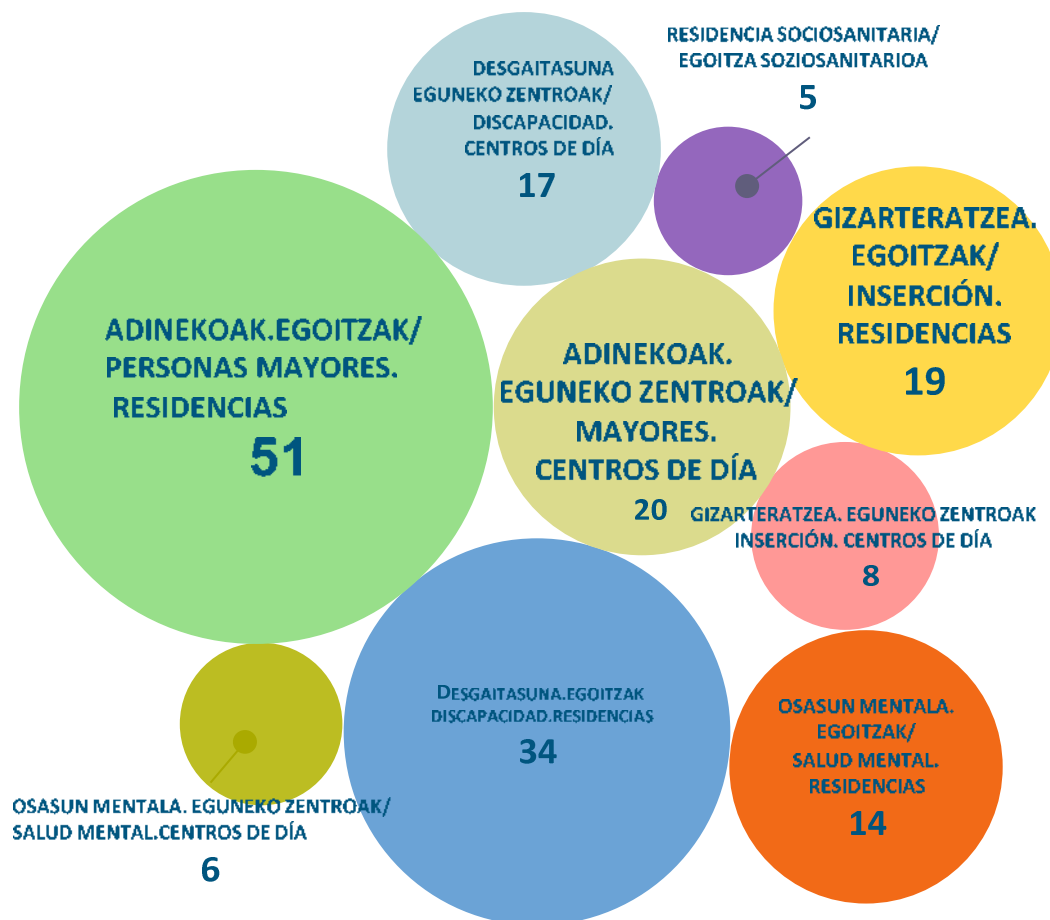 DESGAITASUNA
EGUNEKO ZENTROAK/
DISCAPACIDAD.
CENTROS DE DÍA
17
RESIDENCIA SOCIOSANITARIA/
EGOITZA SOZIOSANITARIOA
5
GIZARTERATZEA.
EGOITZAK/
INSERCIÓN.
RESIDENCIAS
19
ADINEKOAK.EGOITZAK/
PERSONAS MAYORES.
RESIDENCIAS
51
ADINEKOAK.
EGUNEKO ZENTROAK/
MAYORES.
CENTROS DE DÍA
20
GIZARTERATZEA. EGUNEKO ZENTROAK
INSERCIÓN. CENTROS DE DÍA
8
DESGAITASUNA.EGOITZAK
DISCAPACIDAD.RESIDENCIAS
34
OSASUN MENTALA.
EGOITZAK/
SALUD MENTAL.
RESIDENCIAS
14
OSASUN MENTALA. EGUNEKO ZENTROAK/
SALUD MENTAL.CENTROS DE DÍA
6